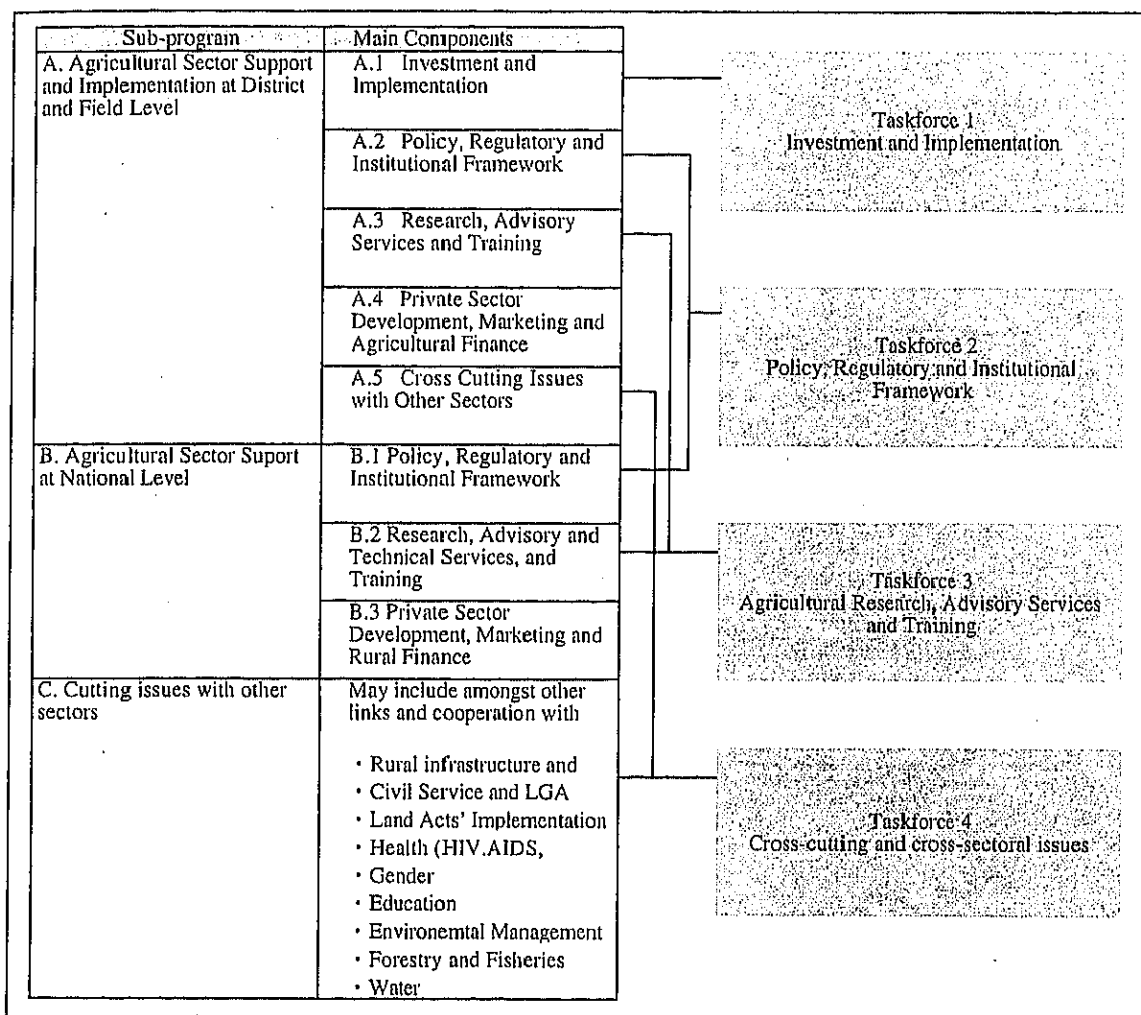 Sub-program
Main Components
A. Agricultural Sector Support
and Implementation at District
and Field Level
A.1 Investment and
Implementation
A.2 Policy, Regulatory and
Institutional Framework
A.3 Research, Advisory
Services and Training
A.4 Private Sector
Development, Marketing and
Agricultural Finance
A.5 Cross Cutting Issues
with Other Sectors
B. Agricultural Sector Suport
at National Level
B.1 Policy, Regulatory and
Institutional Framework
B.2 Research, Advisory and
Technical Services, and
Training
B.3 Private Sector
Development, Marketing and
Rural Finance
C. Cutting issues with other
sectors
May include amongst other
links and cooperation with
・Rural infrastructure and
・Civil Service and LGA
・Land Acts' Implementation
・Health (HIV.AIDS,
・Gender
・Education
・Environemtal Management
・Forestry and Fisheries
・Water
Taskforce 1
Investment and Implementation
Taskforce 2
Policy, Regulatory and Institutional
Framework
Taskforce 3
Agricultural Research, Advisory Services
and Training
Taskforce 4
Cross-cutting and cross-sectoral issues